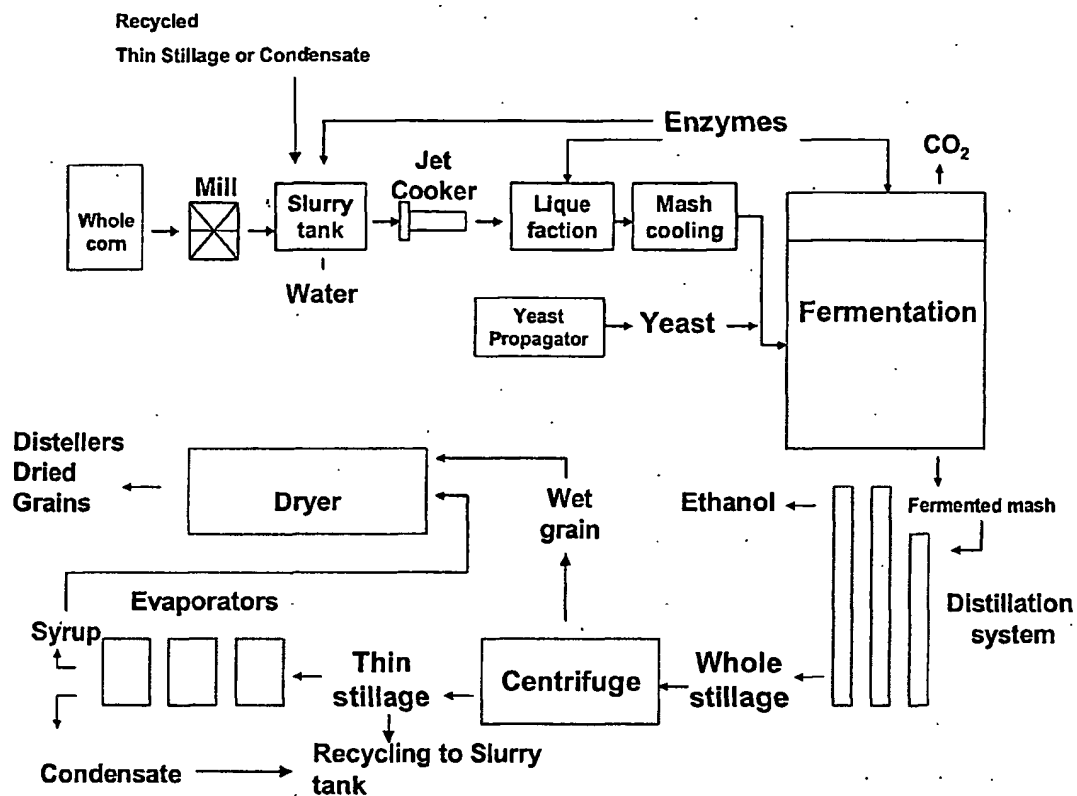 Recycled
Thin Stillage or Condensate
Enzymes
CO₂
Mill
Jet
Cooker
Whole
corn
Slurry
tank
Lique
faction
Mash
cooling
Water
Yeast
Propagator
Yeast
Fermentation
Distellers
Dried
Grains
Dryer
Wet
grain
Ethanol
Fermented mash
Distillation
system
Evaporators
Syrup
Thin
stillage
Centrifuge
Whole
stillage
Condensate
Recycling to Slurry
tank